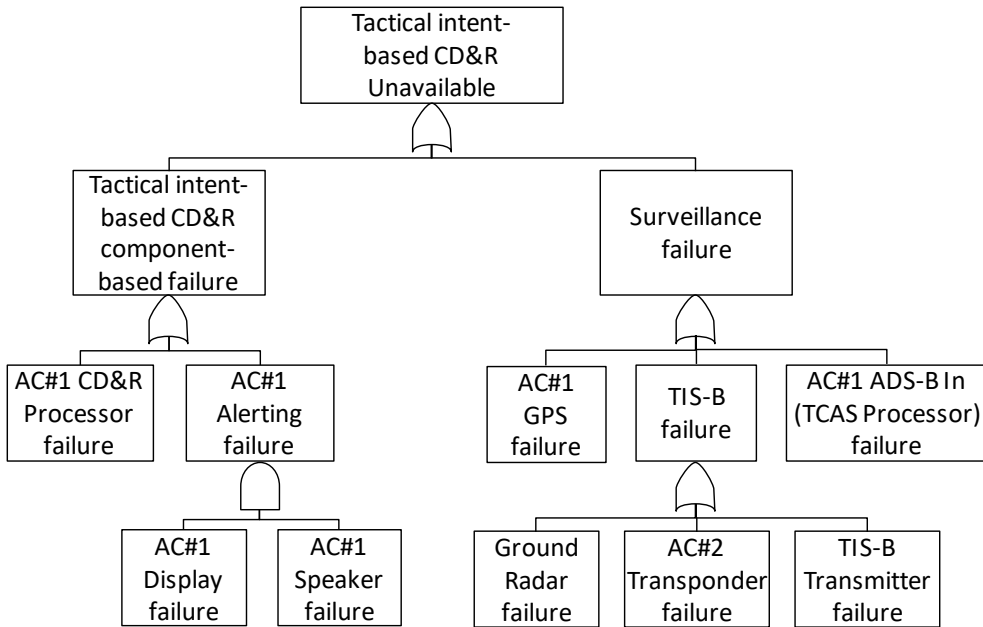 Tactical intent-
based CD&R
Unavailable
Tactical intent-
based CD&R
component-
based failure
Surveillance
failure
AC#1 CD&R
Processor
failure
AC#1
Alerting
failure
AC#1
GPS
failure
TIS-B
failure
AC#1 ADS-B In
(TCAS Processor)
failure
AC#1
Display
failure
AC#1
Speaker
failure
Ground
Radar
failure
AC#2
Transponder
failure
TIS-B
Transmitter
failure